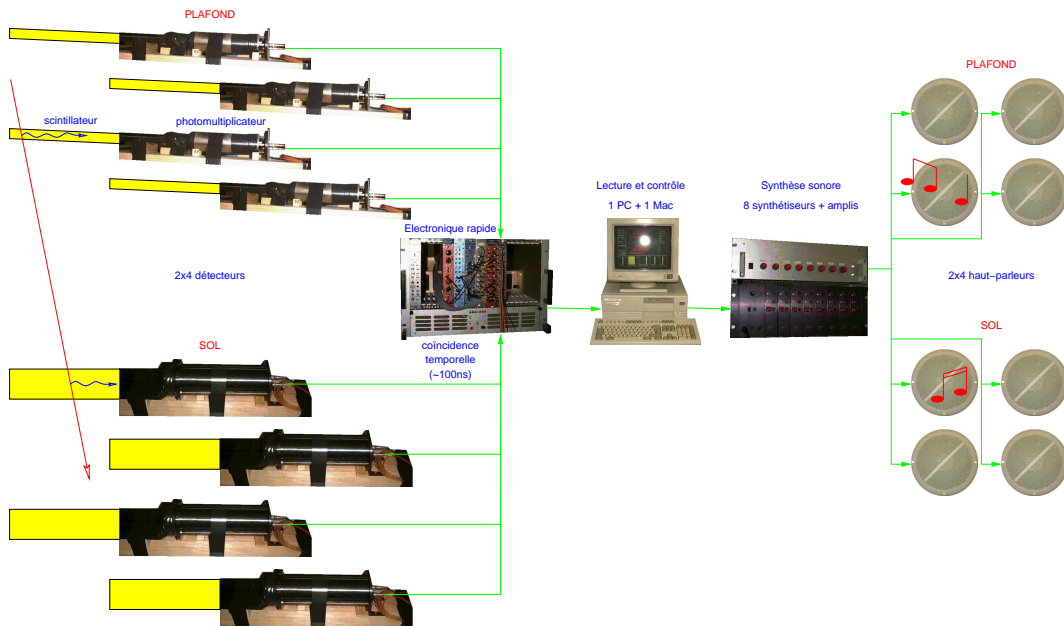 PLAFOND
scintillateur
photomultiplicateur
2x4 détecteurs
SOL
Electronique rapide
coïncidence
temporelle
(~100ns)
Lecture et contrôle
1 PC + 1 Mac
Synthèse sonore
8 synthétiseurs + amplis
PLAFOND
2x4 haut−parleurs
SOL